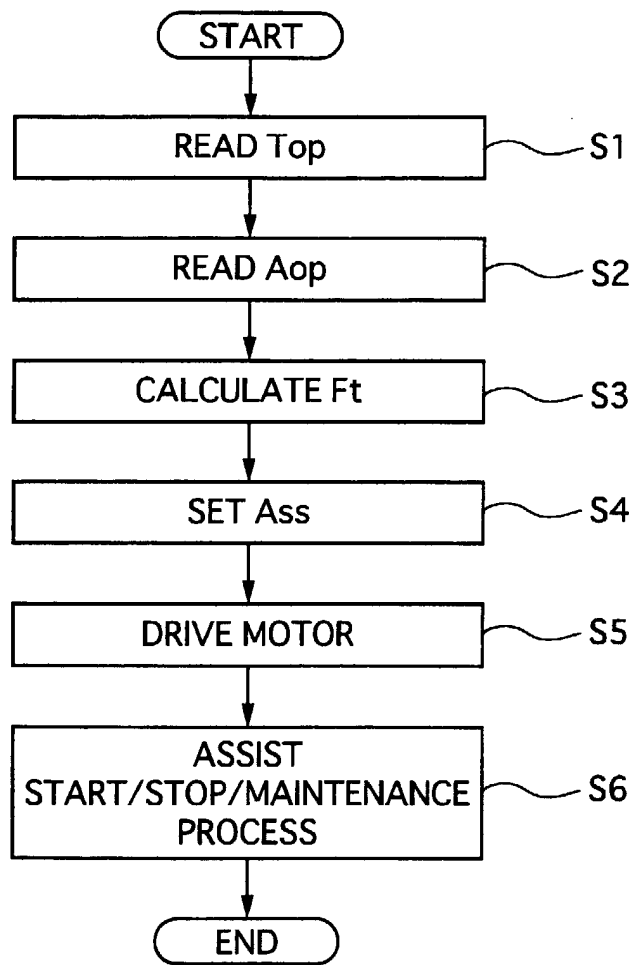 START
READ Top
S1
READ Aop
S2
CALCULATE Ft
S3
SET Ass
S4
DRIVE MOTOR
S5
ASSIST
START/STOP/MAINTENANCE
PROCESS
S6
END